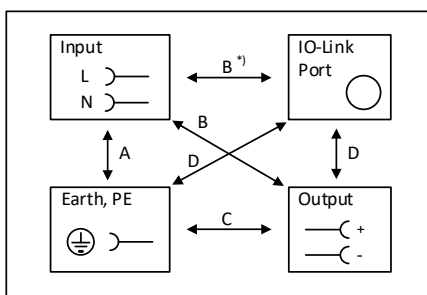 Input
L
N
B *)
IO-Link
Port
A
B
D
D
Earth, PE
C
Output
+
-